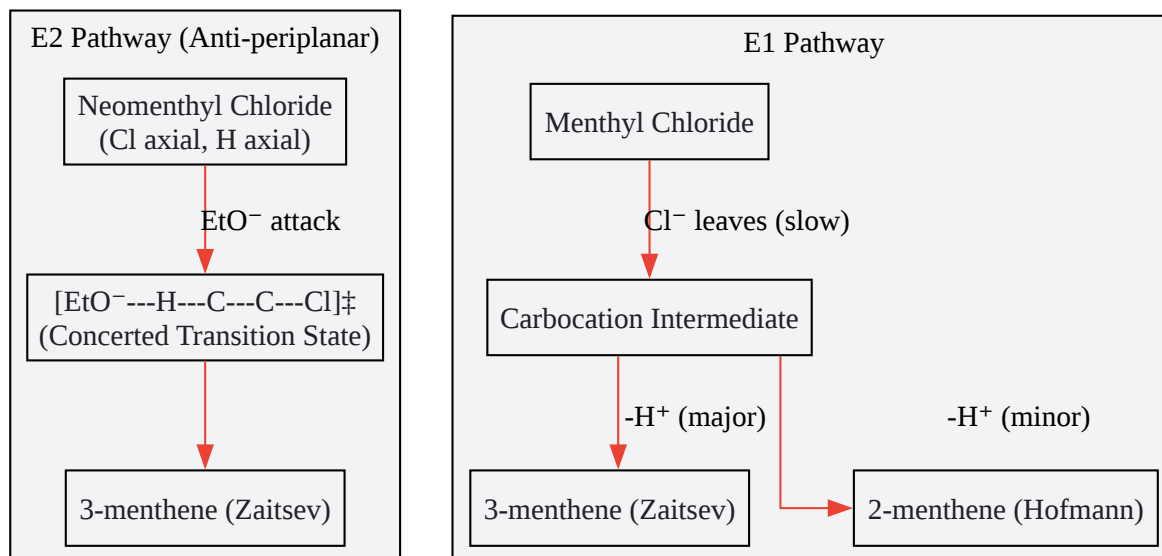 E2 Pathway (Anti-periplanar)
Neomenthyl Chloride
(Cl axial, H axial)
EtO⁻ attack
[EtO⁻---H---C---C---Cl]‡
(Concerted Transition State)
3-menthene (Zaitsev)
E1 Pathway
Menthyl Chloride
Cl⁻ leaves (slow)
Carbocation Intermediate
-H⁺ (major)
-H⁺ (minor)
3-menthene (Zaitsev)
2-menthene (Hofmann)